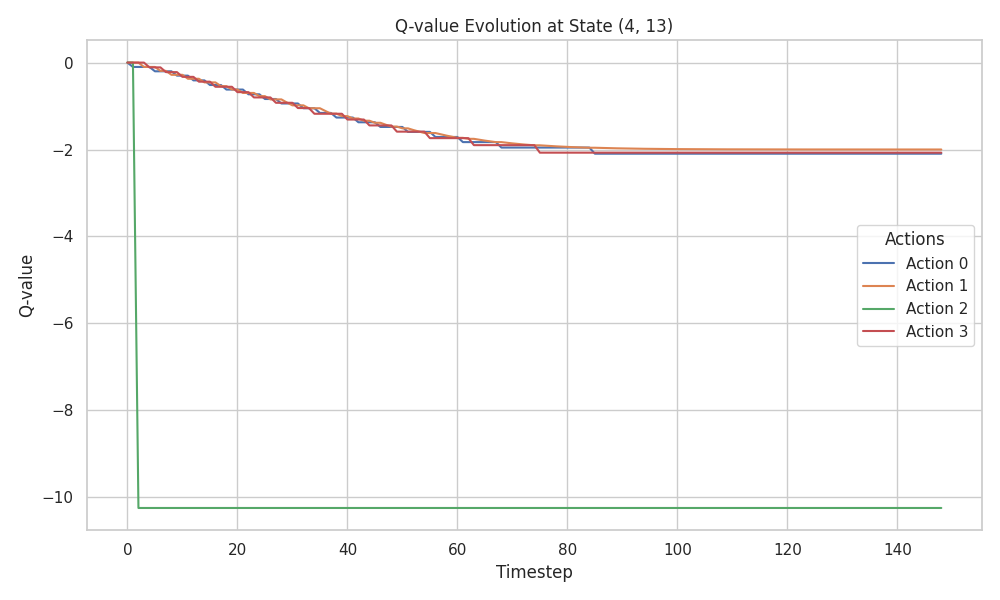 Q-value Evolution at State (4, 13)
Q-value
0
−2
−4
−6
−8
−10
Actions
Action 0
Action 1
Action 2
Action 3
0 20 40 60 80 100 120 140
Timestep